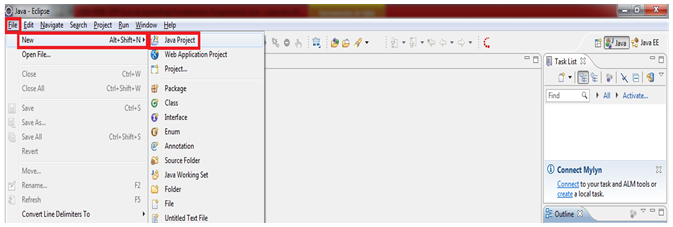 Java - Eclipse
File Edit Navigate Search Project Run Window Help
New Alt+Shift+N
Open File...
Close Ctrl+W
Close All Ctrl+Shift+W
Save Ctrl+S
Save As...
Save All Ctrl+Shift+S
Revert
Move...
Rename... F2
Refresh F5
Convert Line Delimiters To
Java Project
Web Application Project
Project...
Package
Class
Interface
Enum
Annotation
Source Folder
Java Working Set
Folder
File
Untitled Text File
Java Java EE
Task List
Find All Activate...
Connect Mylyn
Connect to your task and ALM tools or
create a local task.
Outline